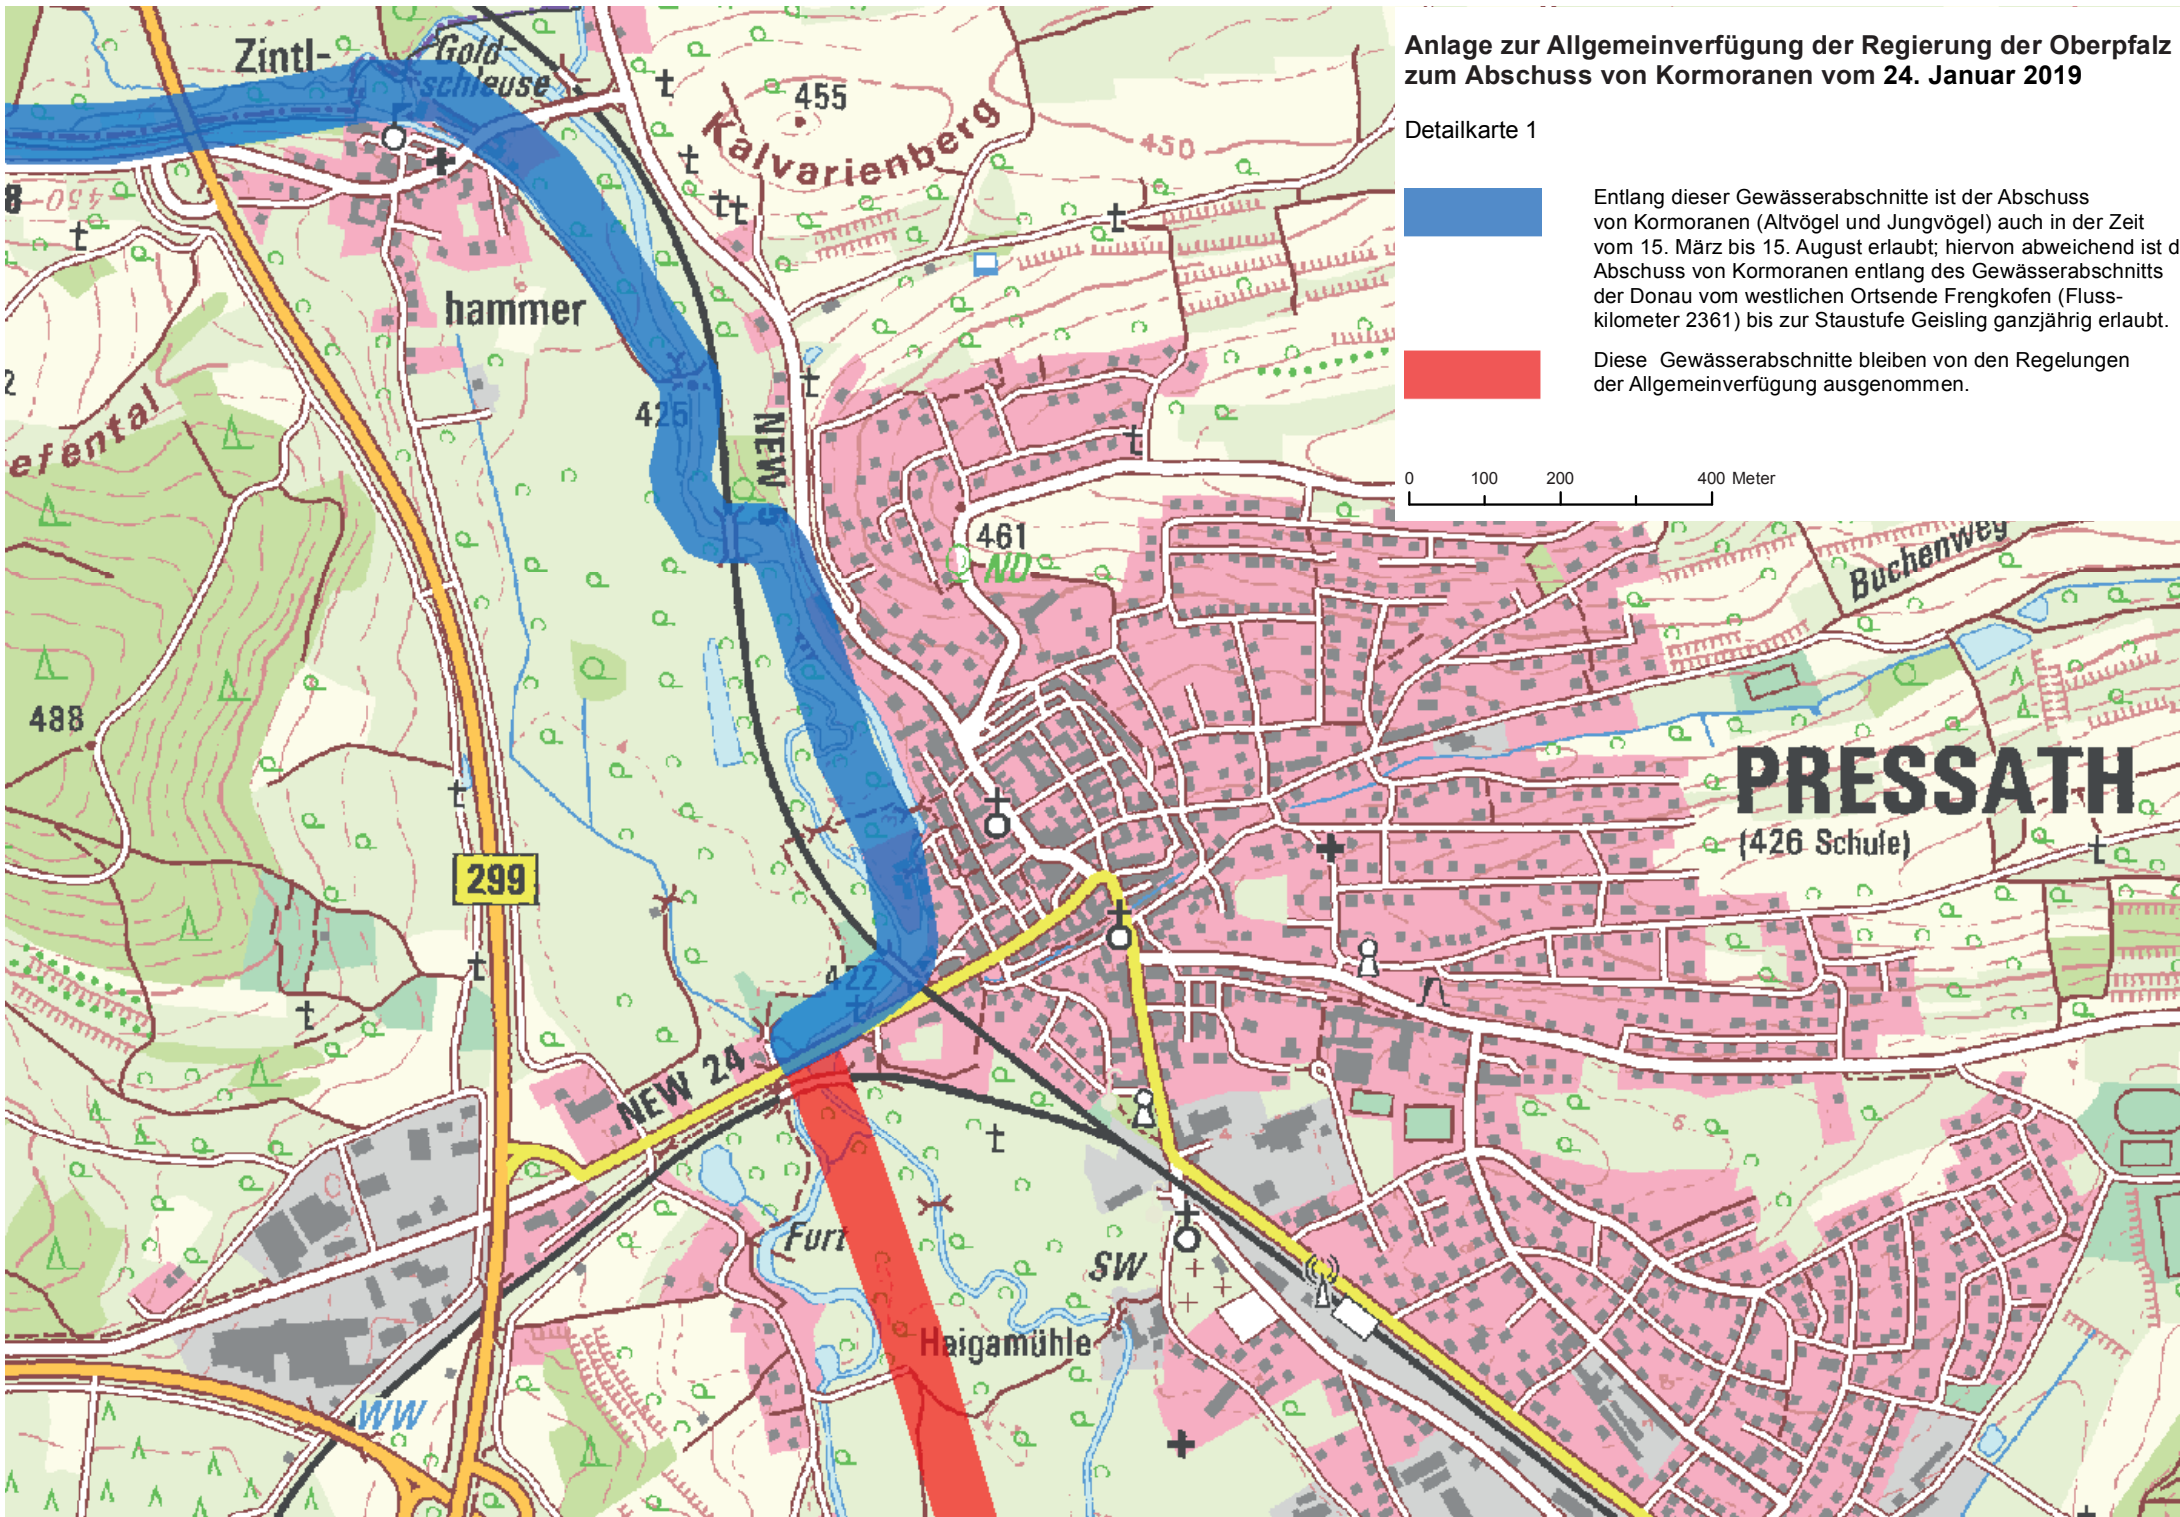 Anlage zur Allgemeinverfügung der Regierung der Oberpfalz
zum Abschuss von Kormoranen vom 24. Januar 2019
Detailkarte 1
Entlang dieser Gewässerabschnitte ist der Abschuss
von Kormoranen (Altvögel und Jungvögel) auch in der Zeit
vom 15. März bis 15. August erlaubt; hiervon abweichend ist d
Abschuss von Kormoranen entlang des Gewässerabschnitts
der Donau vom westlichen Ortsende Frengkofen (Fluss-
kilometer 2361) bis zur Staustufe Geisling ganzjährig erlaubt.
Diese Gewässerabschnitte bleiben von den Regelungen
der Allgemeinverfügung ausgenommen.
0 100 200 400 Meter
Zintl-
Gold-
schleuse
455
Kalvarienberg
450
8
450
hammer
2
efental
425
NEW 5
461
ND
Buchenweg
488
PRESSATH
(426 Schule)
299
422
NEW 24
Furt
SW
Haigamühle
WW